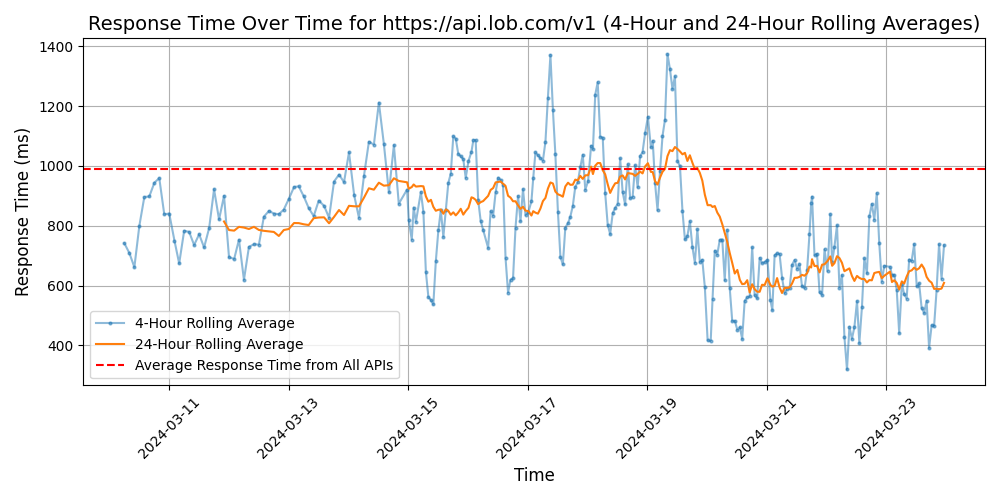 Response Time Over Time for https://api.lob.com/v1 (4-Hour and 24-Hour Rolling Averages)
Response Time (ms)
1400
1200
1000
800
600
400
4-Hour Rolling Average
24-Hour Rolling Average
Average Response Time from All APIs
2024-03-11
2024-03-13
2024-03-15
2024-03-17
2024-03-19
2024-03-21
2024-03-23
Time